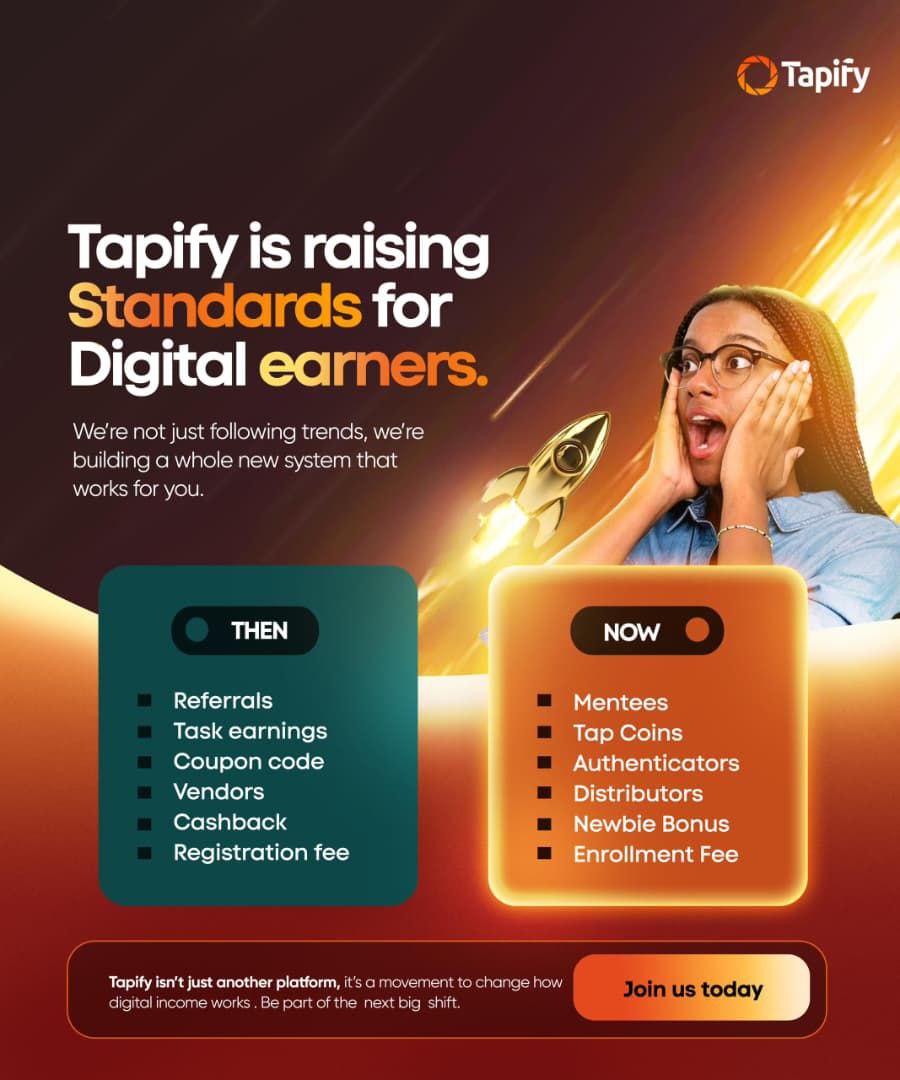 Tapify
Tapify is raising
Standards for
Digital earners.
We're not just following trends, we're
building a whole new system that
works for you.
THEN
Referrals
Task earnings
Coupon code
Vendors
Cashback
Registration fee
NOW
Mentees
Tap Coins
Authenticators
Distributors
Newbie Bonus
Enrollment Fee
Tapify isn't just another platform, it's a movement to change how
digital income works . Be part of the next big shift.
Join us today